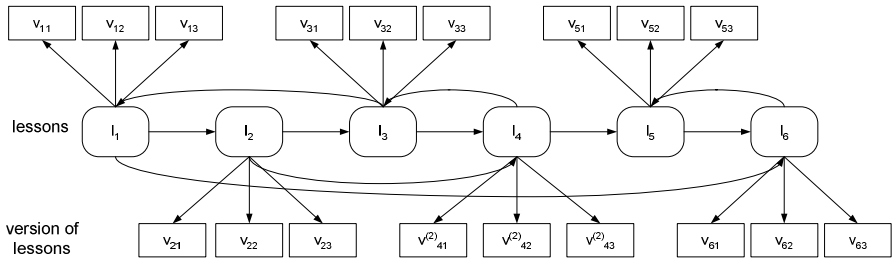 v11 v12 v13 v31 v32 v33 v51 v52 v53
lessons l1 l2 l3 l4 l5 l6
version of
lessons
v21 v22 v23 v(2)41 v(2)42 v(2)43 v61 v62 v63